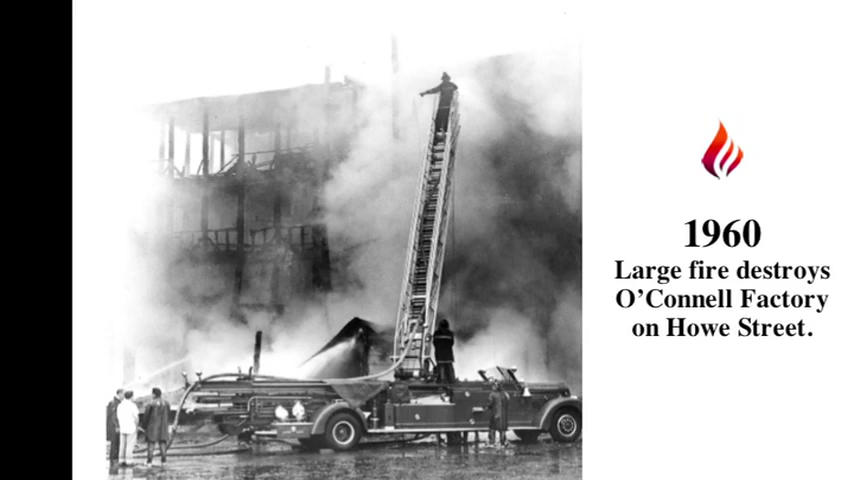 1960
Large fire destroys
O’Connell Factory
on Howe Street.